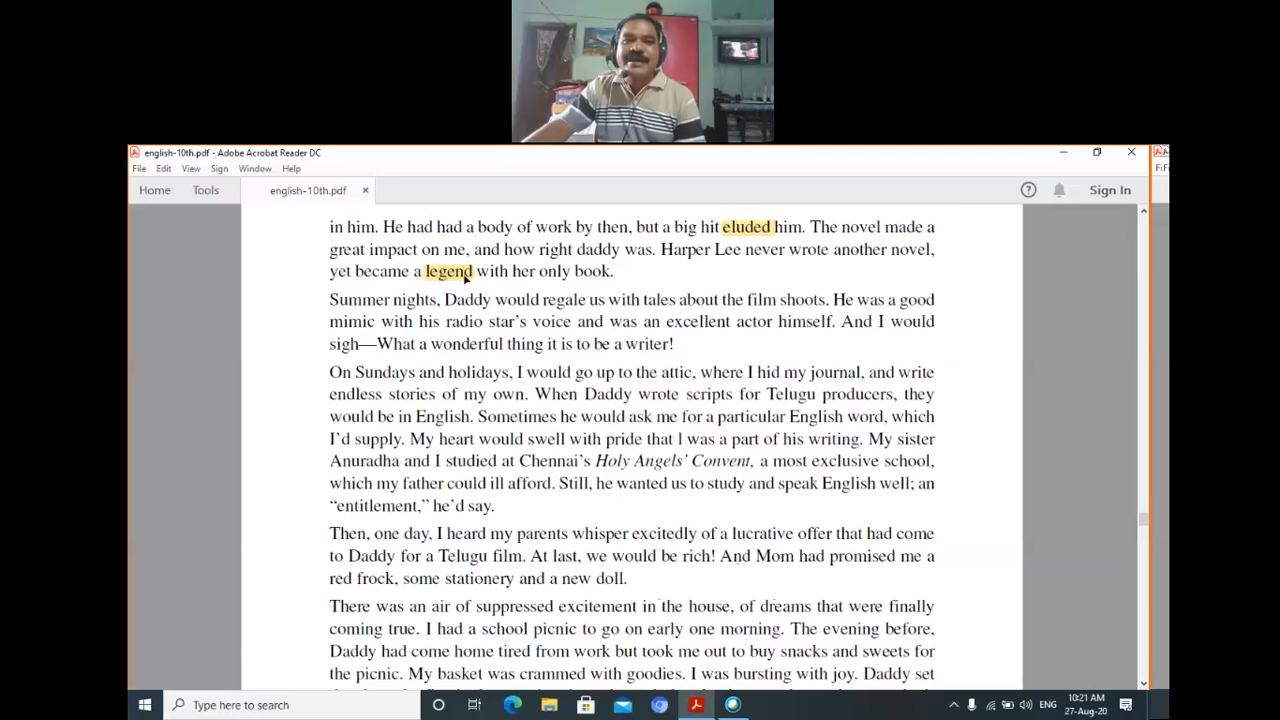 english-10th.pdf - Adobe Acrobat Reader DC
File Edit View Sign Window Help
Home Tools english-10th.pdf × Sign In
FiFi
in him. He had had a body of work by then, but a big hit eluded him. The novel made a
great impact on me, and how right daddy was. Harper Lee never wrote another novel,
yet became a legend with her only book.
Summer nights, Daddy would regale us with tales about the film shoots. He was a good
mimic with his radio star's voice and was an excellent actor himself. And I would
sigh—What a wonderful thing it is to be a writer!
On Sundays and holidays, I would go up to the attic, where I hid my journal, and write
endless stories of my own. When Daddy wrote scripts for Telugu producers, they
would be in English. Sometimes he would ask me for a particular English word, which
I'd supply. My heart would swell with pride that I was a part of his writing. My sister
Anuradha and I studied at Chennai's Holy Angels' Convent, a most exclusive school,
which my father could ill afford. Still, he wanted us to study and speak English well; an
“entitlement,” he'd say.
Then, one day, I heard my parents whisper excitedly of a lucrative offer that had come
to Daddy for a Telugu film. At last, we would be rich! And Mom had promised me a
red frock, some stationery and a new doll.
There was an air of suppressed excitement in the house, of dreams that were finally
coming true. I had a school picnic to go on early one morning. The evening before,
Daddy had come home tired from work but took me out to buy snacks and sweets for
the picnic. My basket was crammed with goodies. I was bursting with joy. Daddy set
Type here to search
ENG
10:21 AM
27-Aug-20